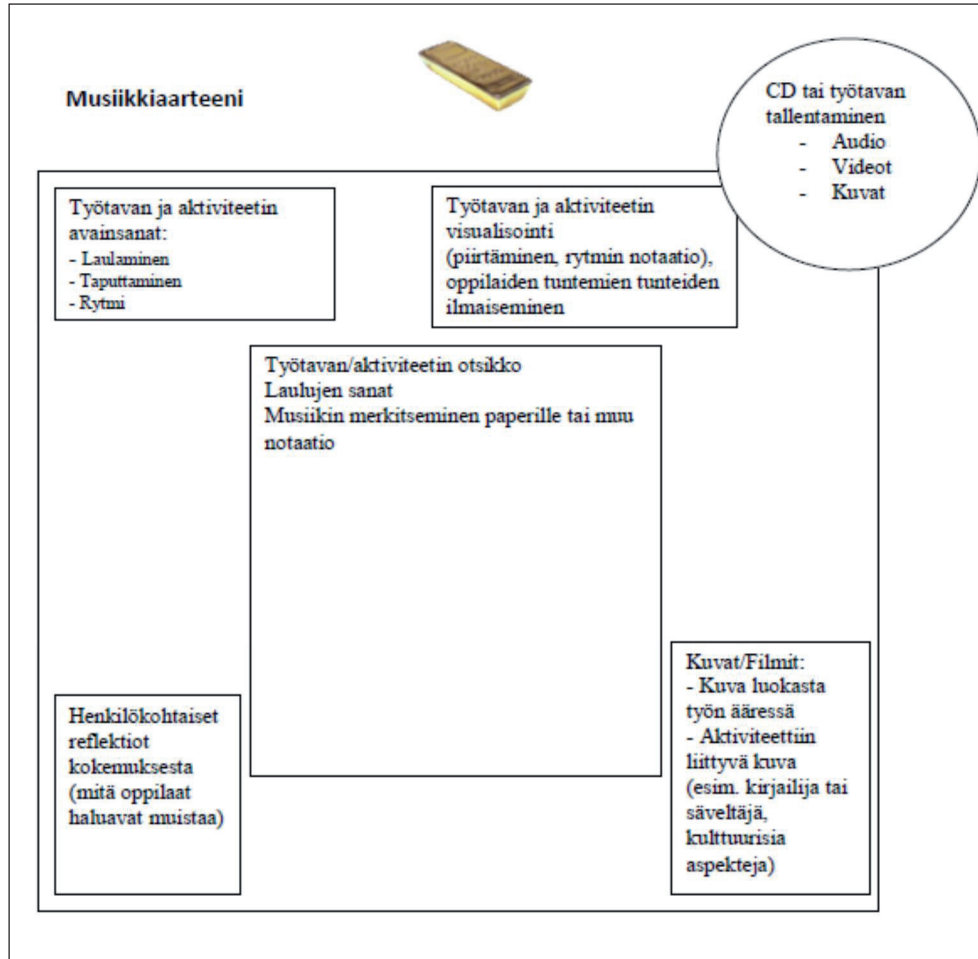 Musiikkiaarteeni
CD tai työtavan
tallentaminen
- Audio
- Videot
- Kuvat
Työtavan ja aktiviteetin
avainsanat:
- Laulaminen
- Taputtaminen
- Rytmi
Työtavan ja aktiviteetin
visualisointi
(piirtäminen, rytmin notaatio),
oppilaiden tuntemien tunteiden
ilmaiseminen
Työtavan/aktiviteetin otsikko
Laulujen sanat
Musiikin merkitseminen paperille tai muu
notaatio
Henkilökohtaiset
reflektiot
kokemuksesta
(mitä oppilaat
haluavat muistaa)
Kuvat/Filmit:
- Kuva luokasta
työn ääressä
- Aktiviteettiin
liittyvä kuva
(esim. kirjailija tai
säveltäjä,
kulttuurisia
aspekteja)